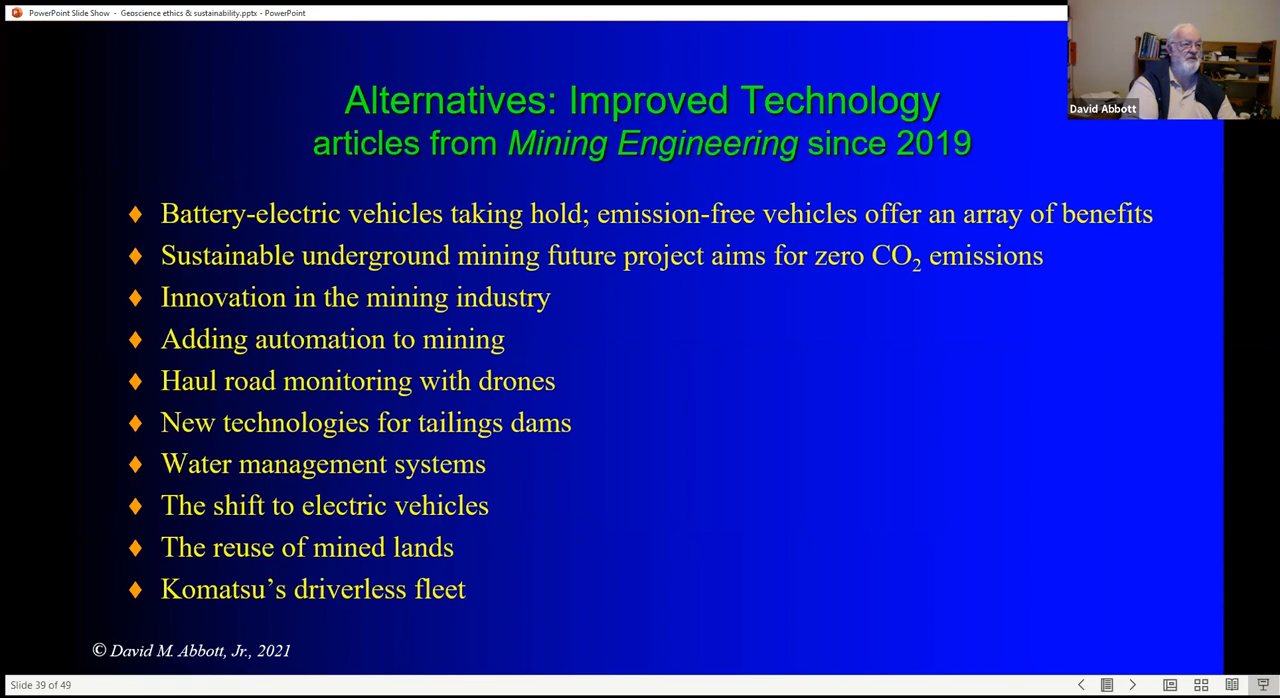 PowerPoint Slide Show - Geoscience ethics & sustainability.pptx - PowerPoint
David Abbott
Alternatives: Improved Technology
articles from Mining Engineering since 2019
Battery-electric vehicles taking hold; emission-free vehicles offer an array of benefits
Sustainable underground mining future project aims for zero CO₂ emissions
Innovation in the mining industry
Adding automation to mining
Haul road monitoring with drones
New technologies for tailings dams
Water management systems
The shift to electric vehicles
The reuse of mined lands
Komatsu’s driverless fleet
© David M. Abbott, Jr., 2021
Slide 39 of 49